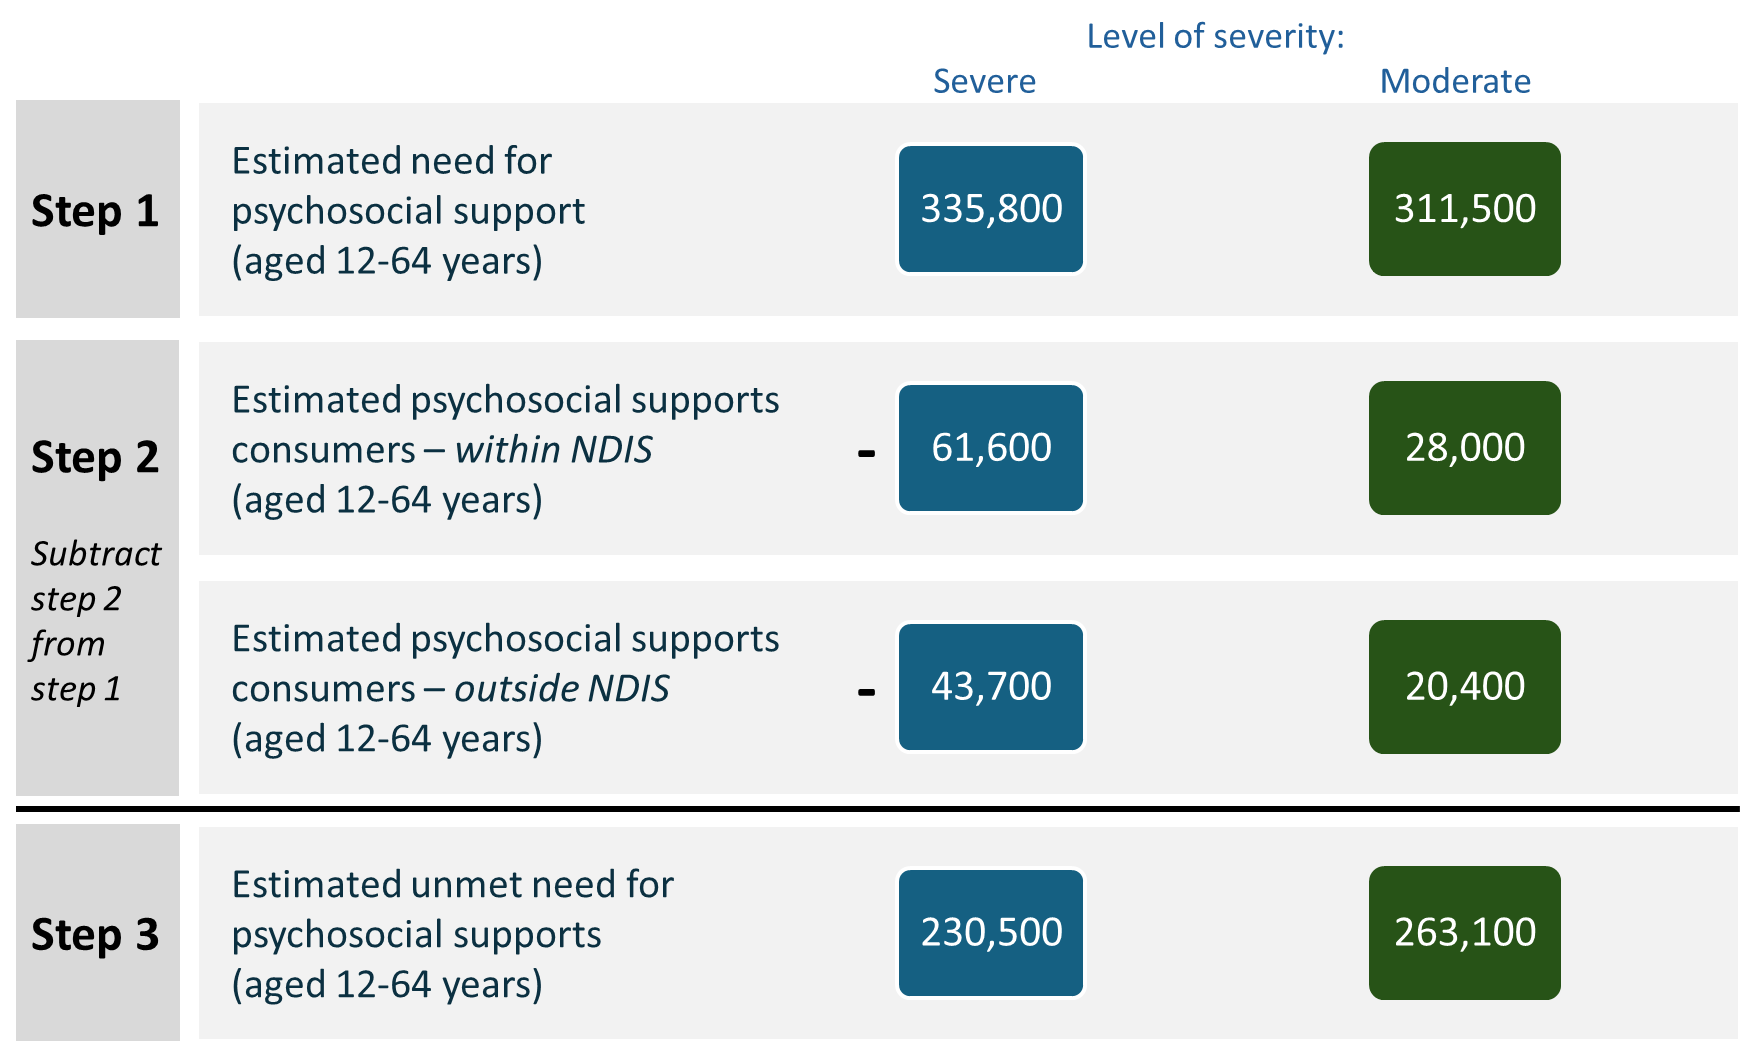 Level of severity:
Severe
Moderate
Step 1
Estimated need for
psychosocial support
(aged 12-64 years)
335,800
311,500
Step 2
Subtract
step 2
from
step 1
Estimated psychosocial supports
consumers – within NDIS
(aged 12-64 years)
-
61,600
28,000
Estimated psychosocial supports
consumers – outside NDIS
(aged 12-64 years)
-
43,700
20,400
Step 3
Estimated unmet need for
psychosocial supports
(aged 12-64 years)
230,500
263,100